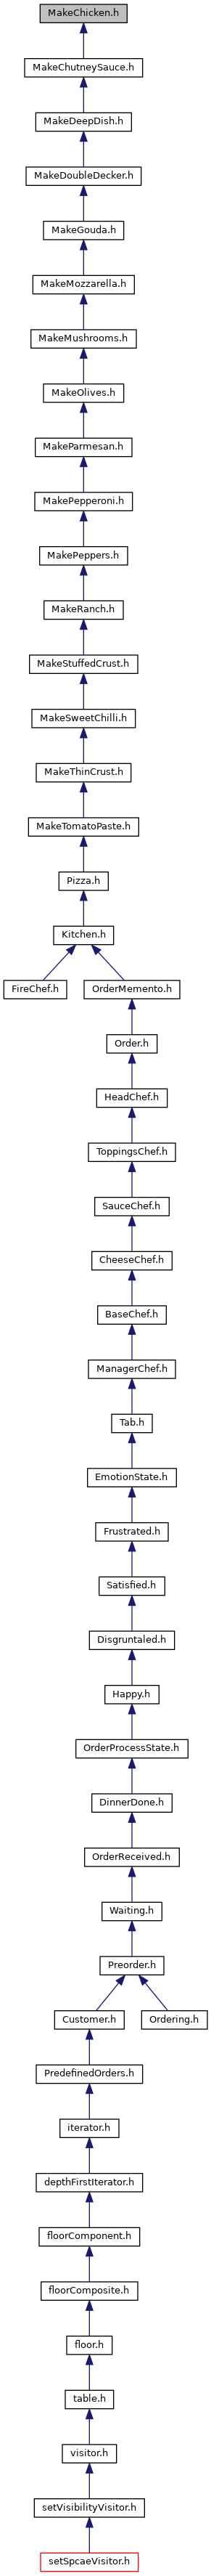 MakeChicken.h
MakeChutneySauce.h
MakeDeepDish.h
MakeDoubleDecker.h
MakeGouda.h
MakeMozzarella.h
MakeMushrooms.h
MakeOlives.h
MakeParmesan.h
MakePepperoni.h
MakePeppers.h
MakeRanch.h
MakeStuffedCrust.h
MakeSweetChilli.h
MakeThinCrust.h
MakeTomatoPaste.h
Pizza.h
Kitchen.h
FireChef.h
OrderMemento.h
Order.h
HeadChef.h
ToppingsChef.h
SauceChef.h
CheeseChef.h
BaseChef.h
ManagerChef.h
Tab.h
EmotionState.h
Frustrated.h
Satisfied.h
Disgruntaled.h
Happy.h
OrderProcessState.h
DinnerDone.h
OrderReceived.h
Waiting.h
Preorder.h
Customer.h
Ordering.h
PredefinedOrders.h
iterator.h
depthFirstIterator.h
floorComponent.h
floorComposite.h
floor.h
table.h
visitor.h
setVisibilityVisitor.h
setSpcaeVisitor.h